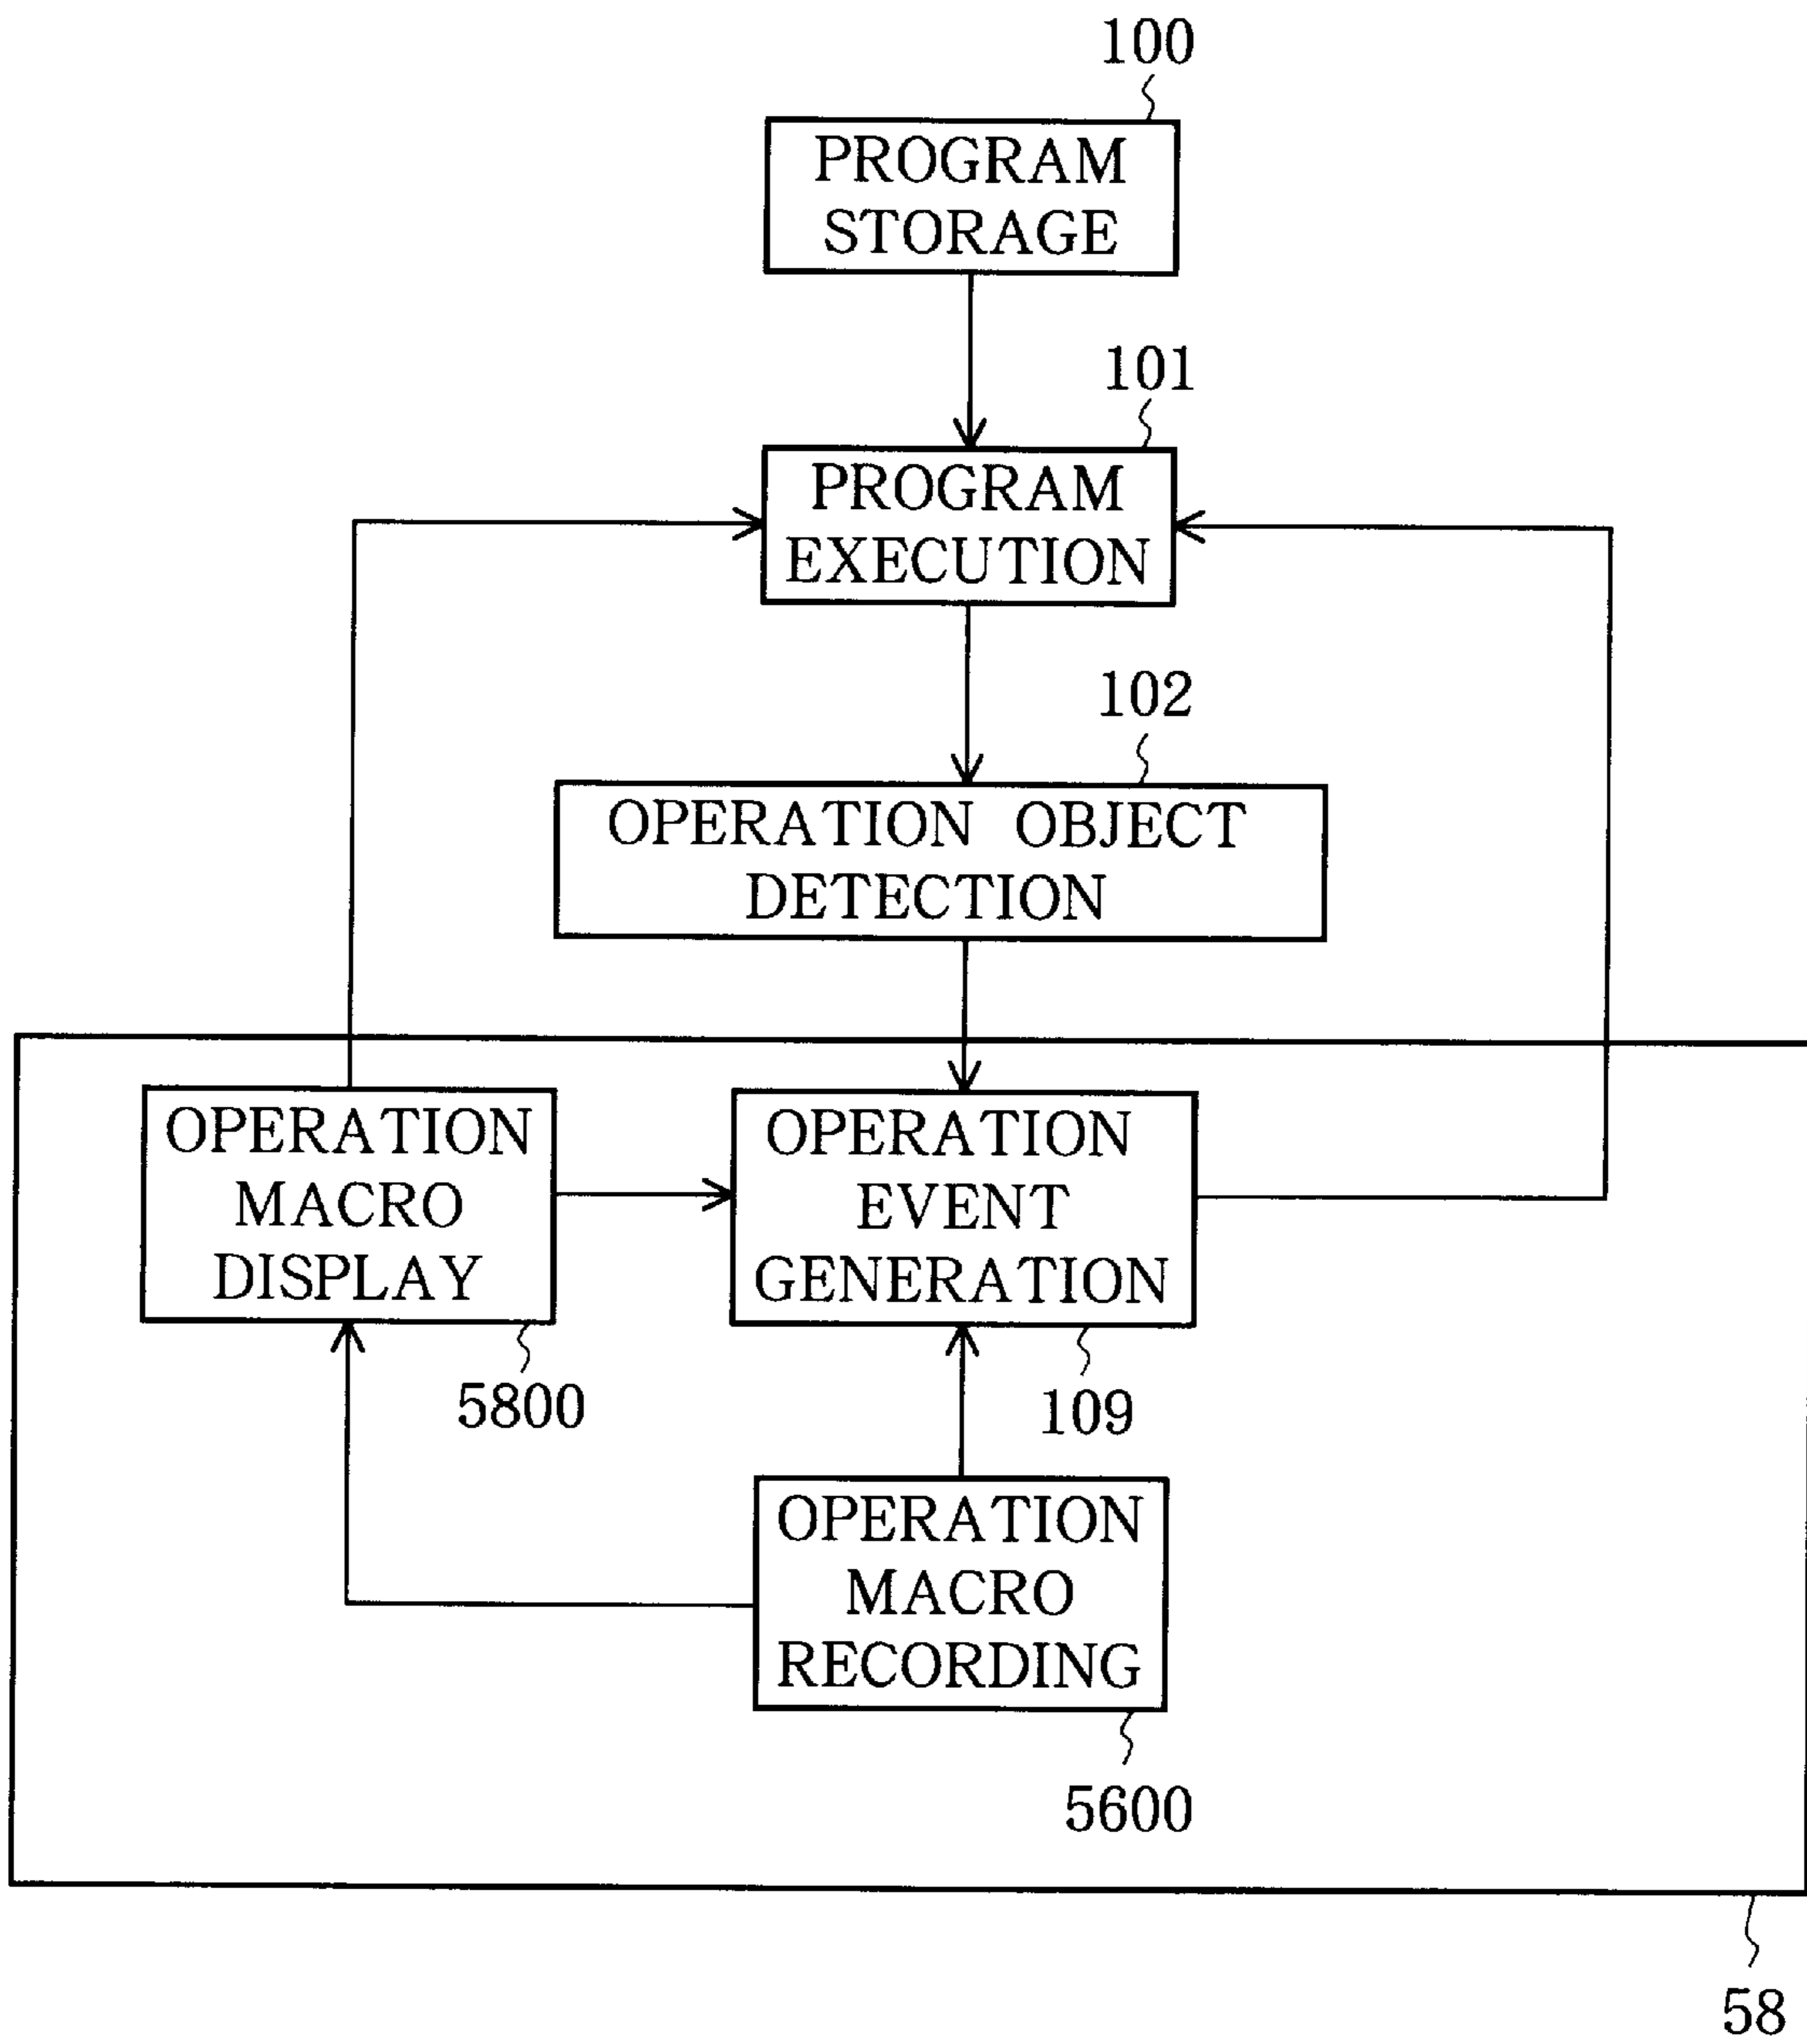 100
PROGRAM
STORAGE
101
PROGRAM
EXECUTION
102
OPERATION OBJECT
DETECTION
OPERATION
MACRO
DISPLAY
5800
OPERATION
EVENT
GENERATION
109
OPERATION
MACRO
RECORDING
5600
58